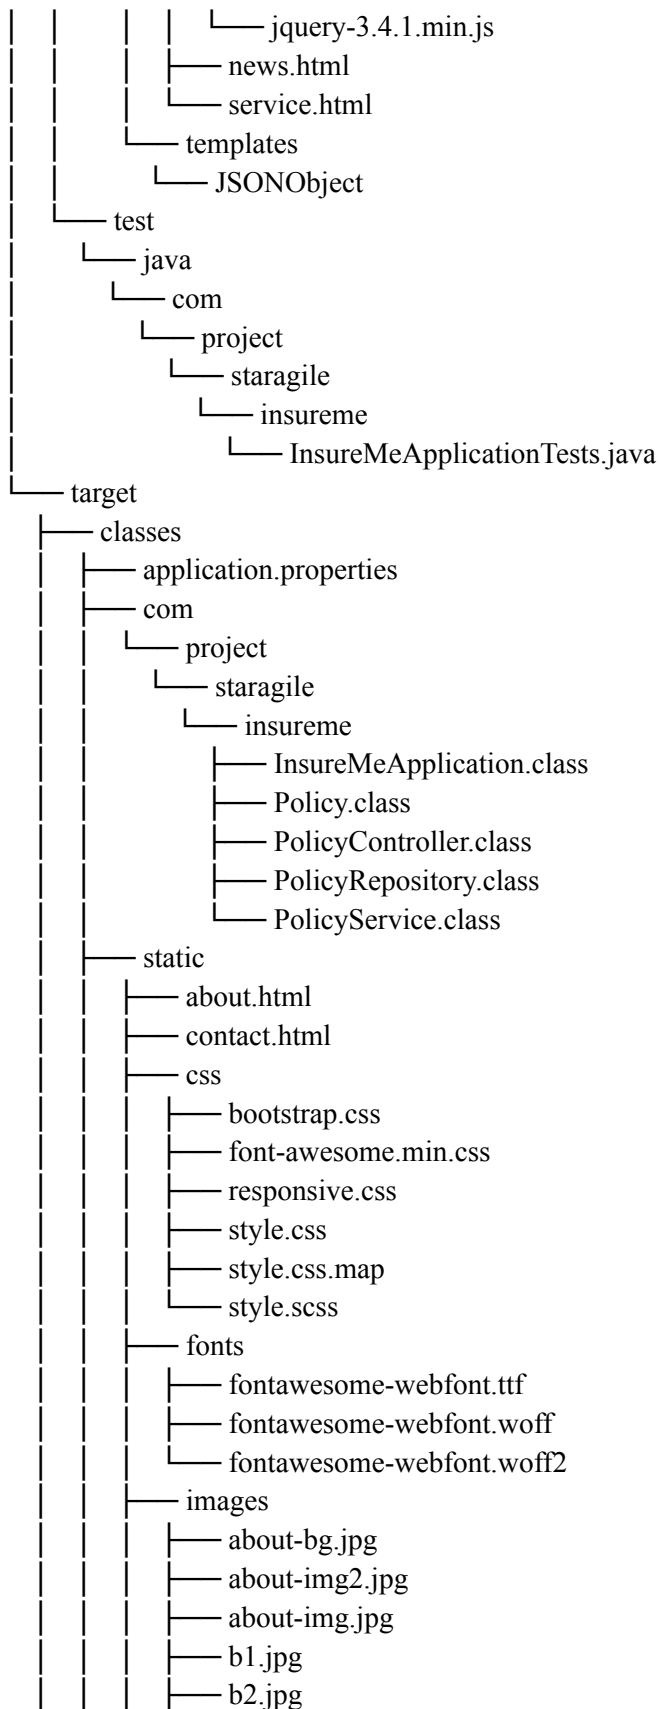 │ │ │ │ └── jquery-3.4.1.min.js
│ │ │ ├── news.html
│ │ │ └── service.html
│ │ └── templates
│ │ └── JSONObject
│ └── test
│ └── java
│ └── com
│ └── project
│ └── staragile
│ └── insureme
│ └── InsureMeApplicationTests.java
└── target
├── classes
│ ├── application.properties
│ ├── com
│ │ └── project
│ │ └── staragile
│ │ └── insureme
│ │ ├── InsureMeApplication.class
│ │ ├── Policy.class
│ │ ├── PolicyController.class
│ │ ├── PolicyRepository.class
│ │ └── PolicyService.class
│ ├── static
│ │ ├── about.html
│ │ ├── contact.html
│ │ ├── css
│ │ │ ├── bootstrap.css
│ │ │ ├── font-awesome.min.css
│ │ │ ├── responsive.css
│ │ │ ├── style.css
│ │ │ ├── style.css.map
│ │ │ └── style.scss
│ │ ├── fonts
│ │ │ ├── fontawesome-webfont.ttf
│ │ │ ├── fontawesome-webfont.woff
│ │ │ └── fontawesome-webfont.woff2
│ │ ├── images
│ │ │ ├── about-bg.jpg
│ │ │ ├── about-img2.jpg
│ │ │ ├── about-img.jpg
│ │ │ ├── b1.jpg
│ │ │ ├── b2.jpg